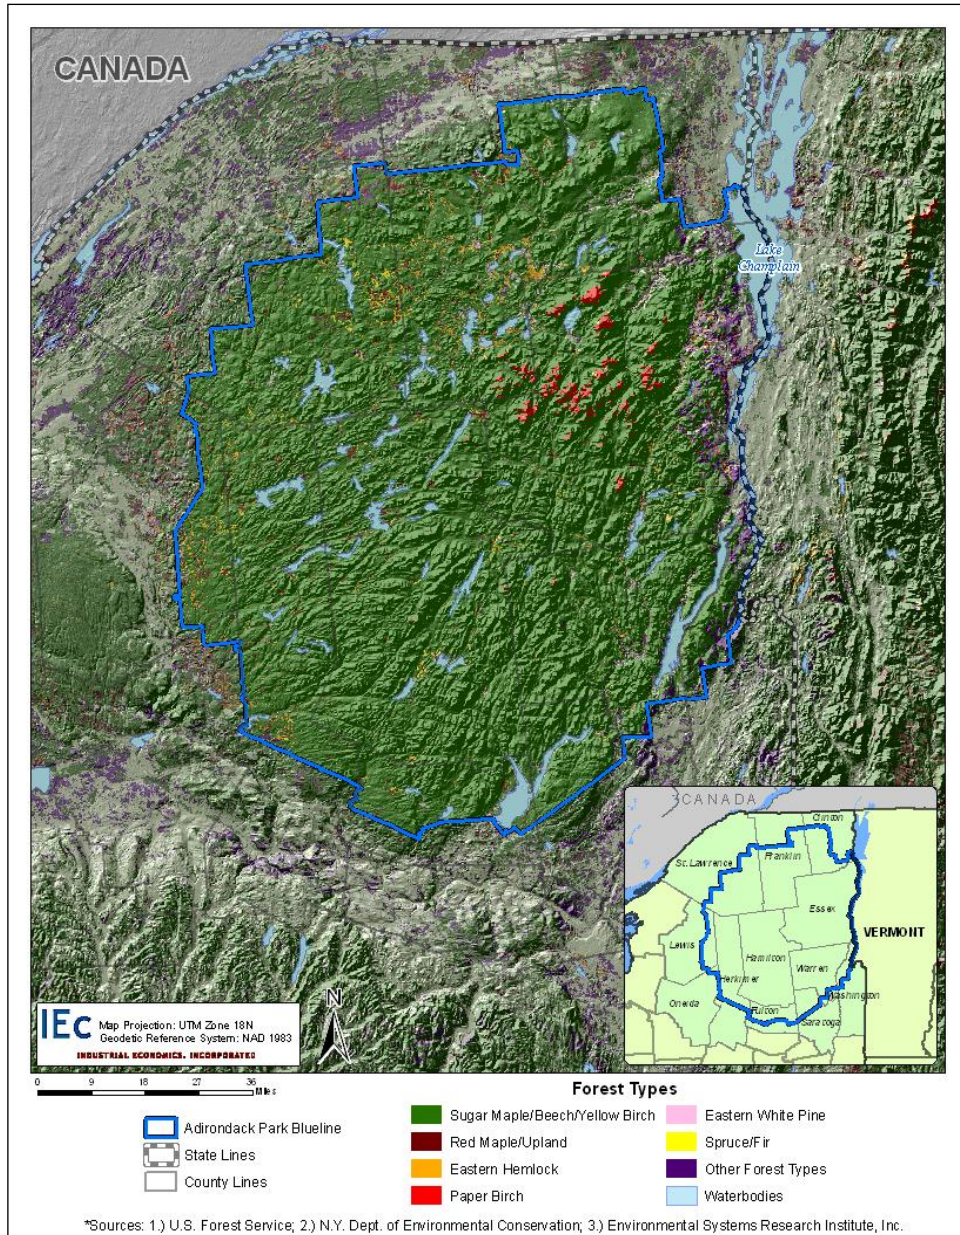 CANADA
Lake
Champlain
CANADA
Clinton
St. Lawrence
Franklin
Essex
VERMONT
Lewis
Hamilton
Warren
Herkimer
Washington
Oneida
Fulton
Saratoga
N
IEc
Map Projection: UTM Zone 18N
Geodetic Reference System: NAD 1983
INDUSTRIAL ECONOMICS, INCORPORATED
0 9 18 27 36
Miles
Forest Types
Adirondack Park Blueline
State Lines
County Lines
Sugar Maple/Beech/Yellow Birch
Red Maple/Upland
Eastern Hemlock
Paper Birch
Eastern White Pine
Spruce/Fir
Other Forest Types
Waterbodies
*Sources: 1.) U.S. Forest Service; 2.) N.Y. Dept. of Environmental Conservation; 3.) Environmental Systems Research Institute, Inc.